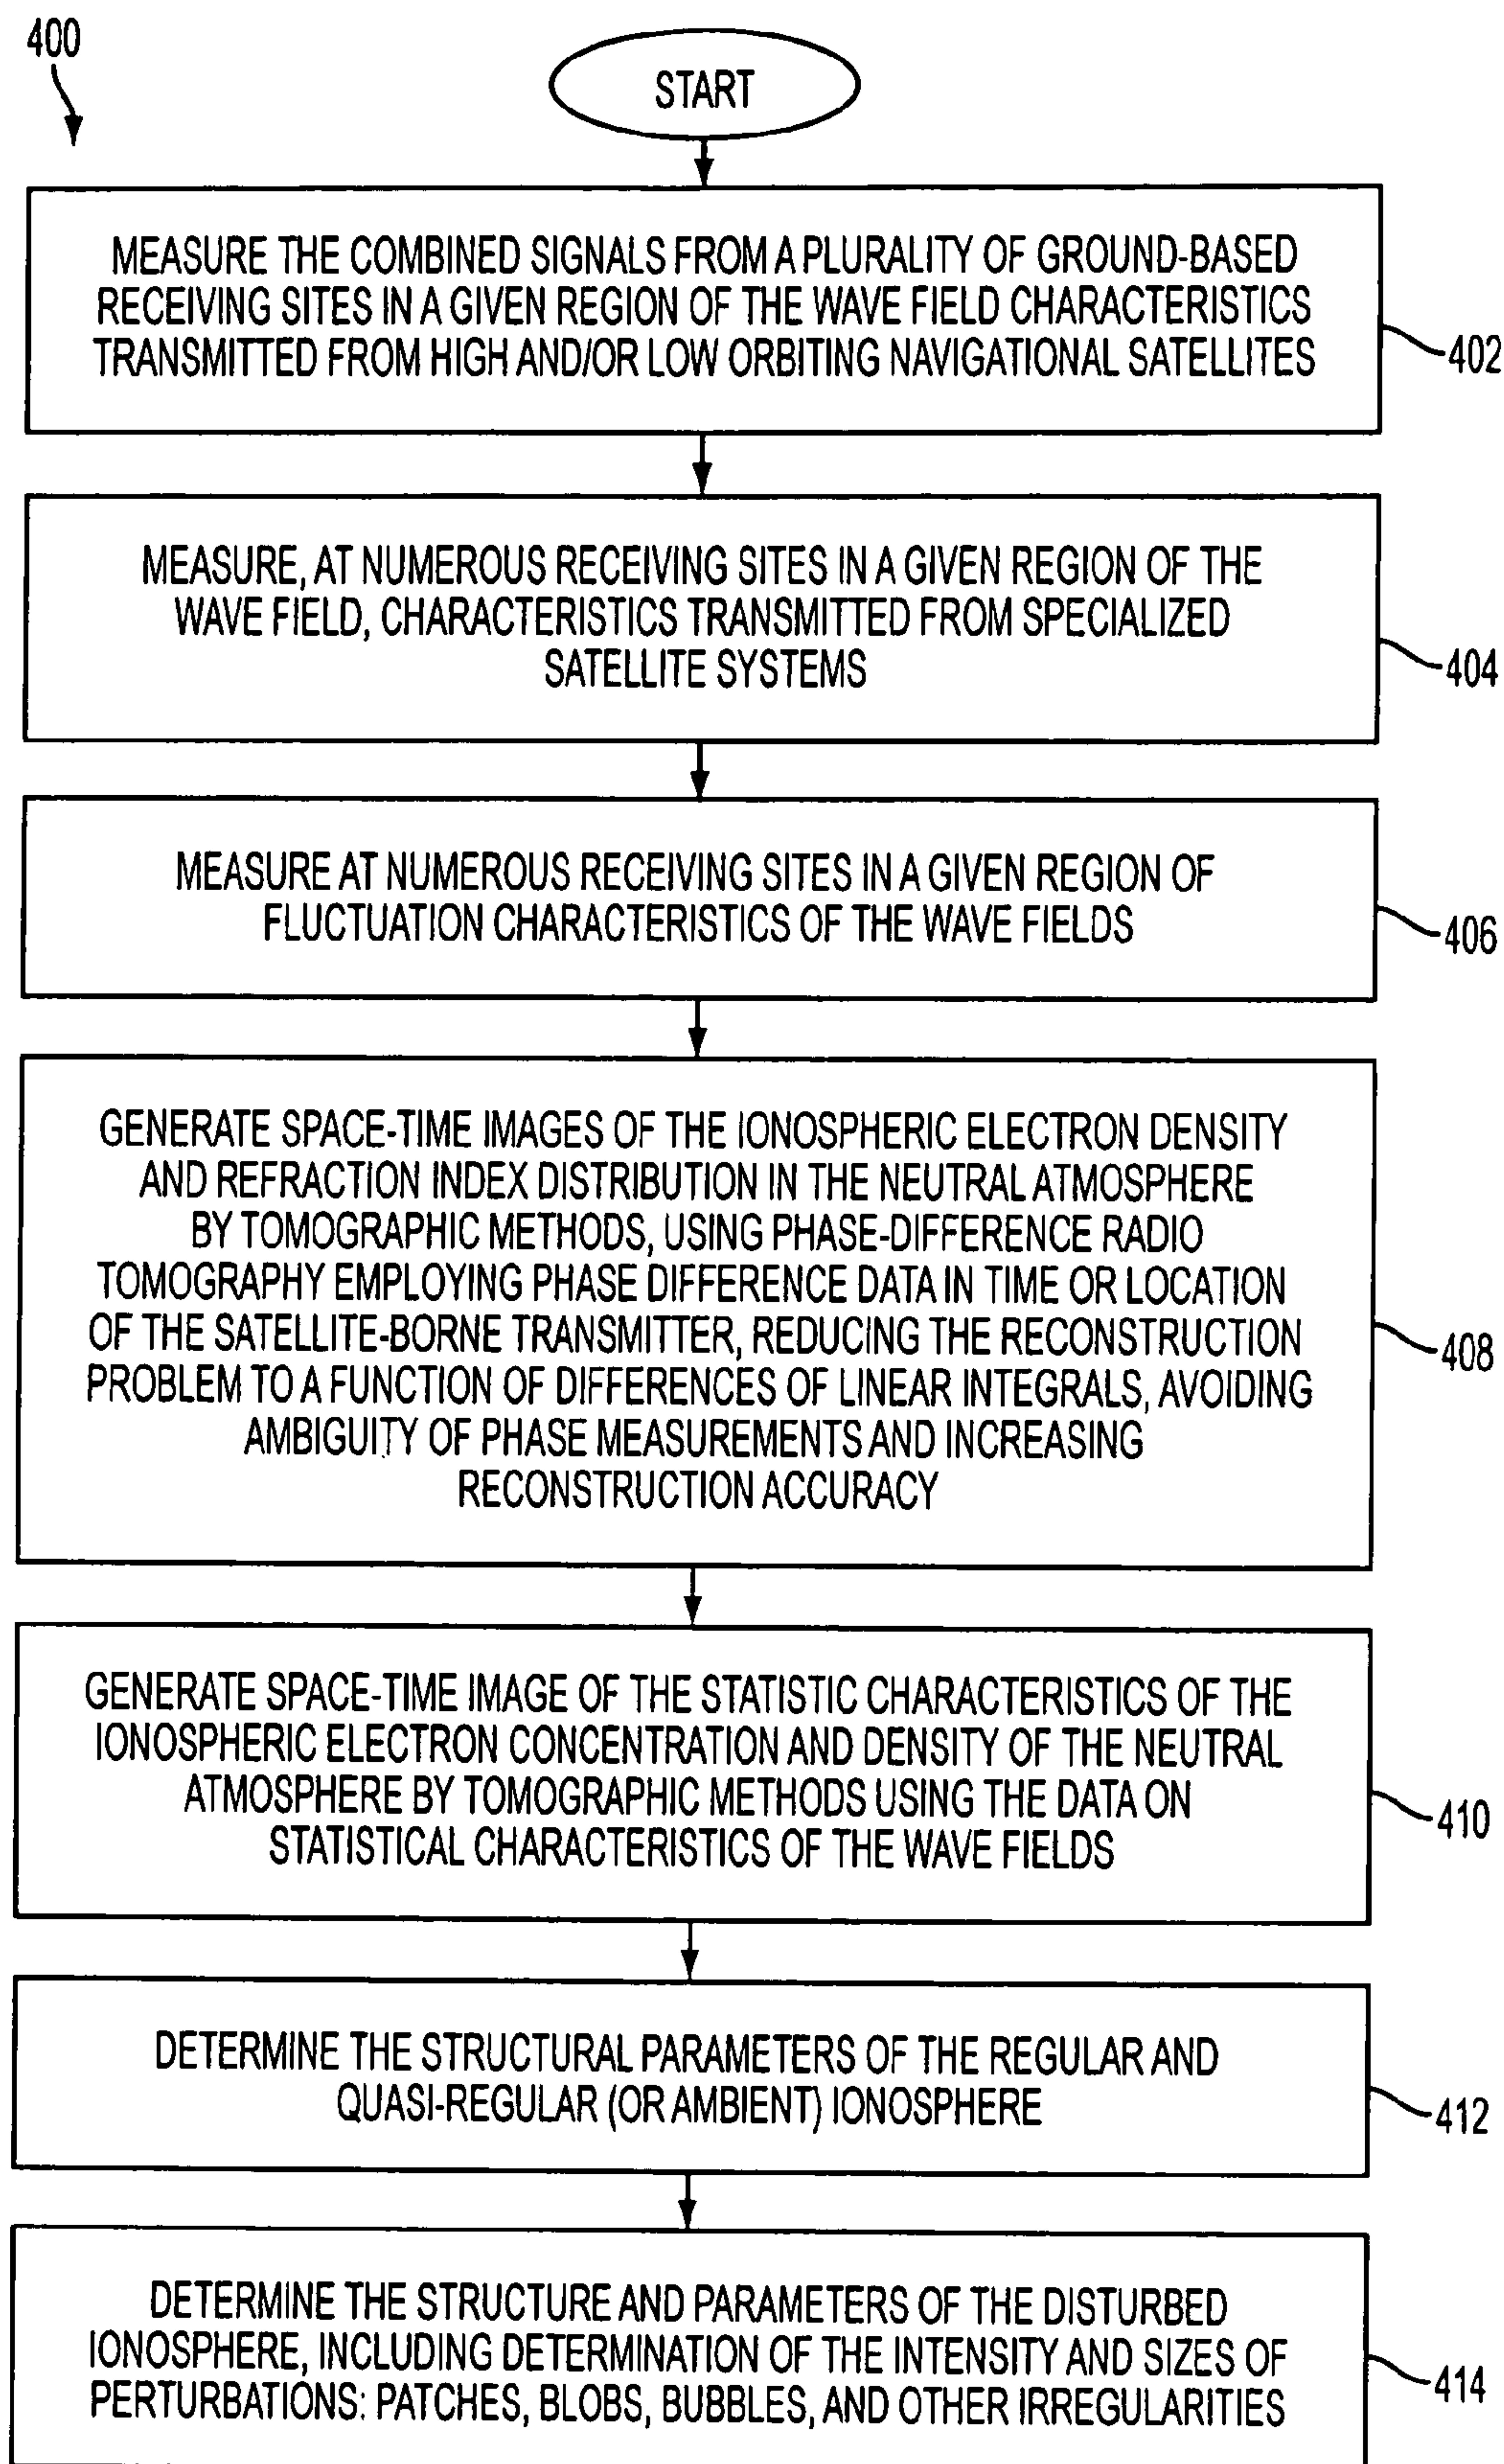 400
START
MEASURE THE COMBINED SIGNALS FROM A PLURALITY OF GROUND-BASED
RECEIVING SITES IN A GIVEN REGION OF THE WAVE FIELD CHARACTERISTICS
TRANSMITTED FROM HIGH AND/OR LOW ORBITING NAVIGATIONAL SATELLITES
402
MEASURE, AT NUMEROUS RECEIVING SITES IN A GIVEN REGION OF THE
WAVE FIELD, CHARACTERISTICS TRANSMITTED FROM SPECIALIZED
SATELLITE SYSTEMS
404
MEASURE AT NUMEROUS RECEIVING SITES IN A GIVEN REGION OF
FLUCTUATION CHARACTERISTICS OF THE WAVE FIELDS
406
GENERATE SPACE-TIME IMAGES OF THE IONOSPHERIC ELECTRON DENSITY
AND REFRACTION INDEX DISTRIBUTION IN THE NEUTRAL ATMOSPHERE
BY TOMOGRAPHIC METHODS, USING PHASE-DIFFERENCE RADIO
TOMOGRAPHY EMPLOYING PHASE DIFFERENCE DATA IN TIME OR LOCATION
OF THE SATELLITE-BORNE TRANSMITTER, REDUCING THE RECONSTRUCTION
PROBLEM TO A FUNCTION OF DIFFERENCES OF LINEAR INTEGRALS, AVOIDING
AMBIGUITY OF PHASE MEASUREMENTS AND INCREASING
RECONSTRUCTION ACCURACY
408
GENERATE SPACE-TIME IMAGE OF THE STATISTIC CHARACTERISTICS OF THE
IONOSPHERIC ELECTRON CONCENTRATION AND DENSITY OF THE NEUTRAL
ATMOSPHERE BY TOMOGRAPHIC METHODS USING THE DATA ON
STATISTICAL CHARACTERISTICS OF THE WAVE FIELDS
410
DETERMINE THE STRUCTURAL PARAMETERS OF THE REGULAR AND
QUASI-REGULAR (OR AMBIENT) IONOSPHERE
412
DETERMINE THE STRUCTURE AND PARAMETERS OF THE DISTURBED
IONOSPHERE, INCLUDING DETERMINATION OF THE INTENSITY AND SIZES OF
PERTURBATIONS: PATCHES, BLOBS, BUBBLES, AND OTHER IRREGULARITIES
414